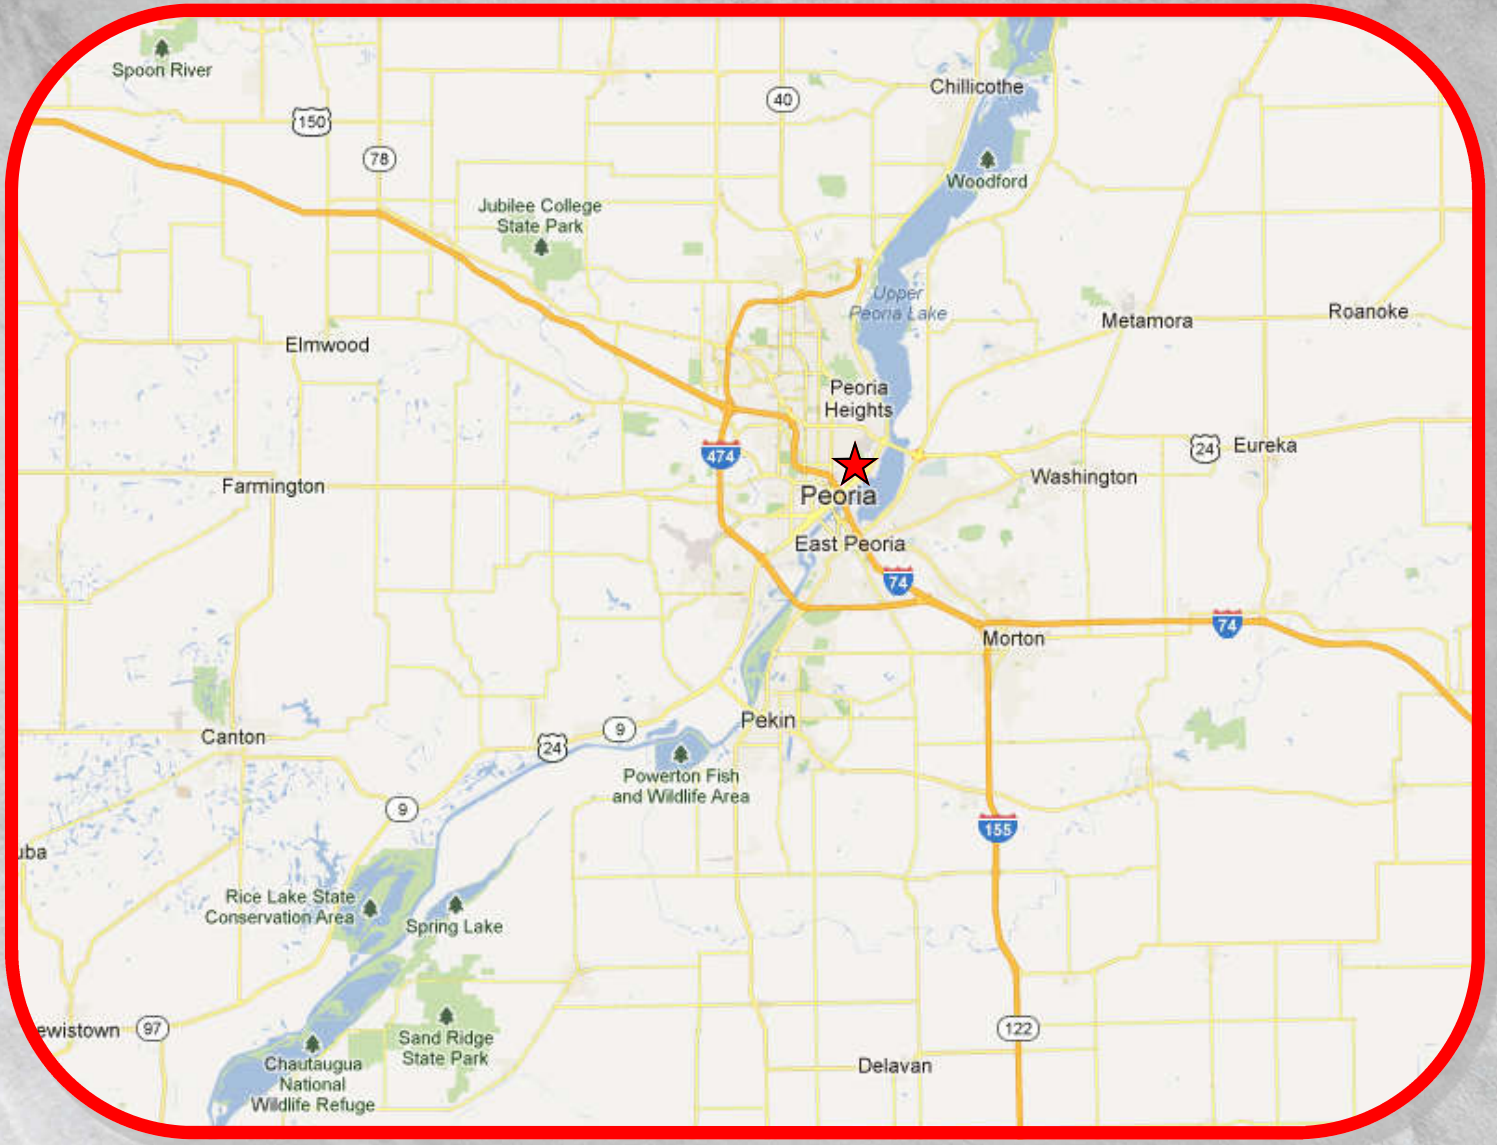 Spoon River
150
40
Chillicothe
78
Woodford
Jubilee College
State Park
Upper
Peoria Lake
Metamora
Roanoke
Elmwood
Peoria
Heights
474
24
Eureka
Washington
Farmington
Peoria
East Peoria
74
74
Morton
Pekin
Canton
9
24
Powerton Fish
and Wildlife Area
9
155
uba
Rice Lake State
Conservation Area
Spring Lake
ewistown
97
Sand Ridge
State Park
122
Chautaugua
National
Wildlife Refuge
Delavan